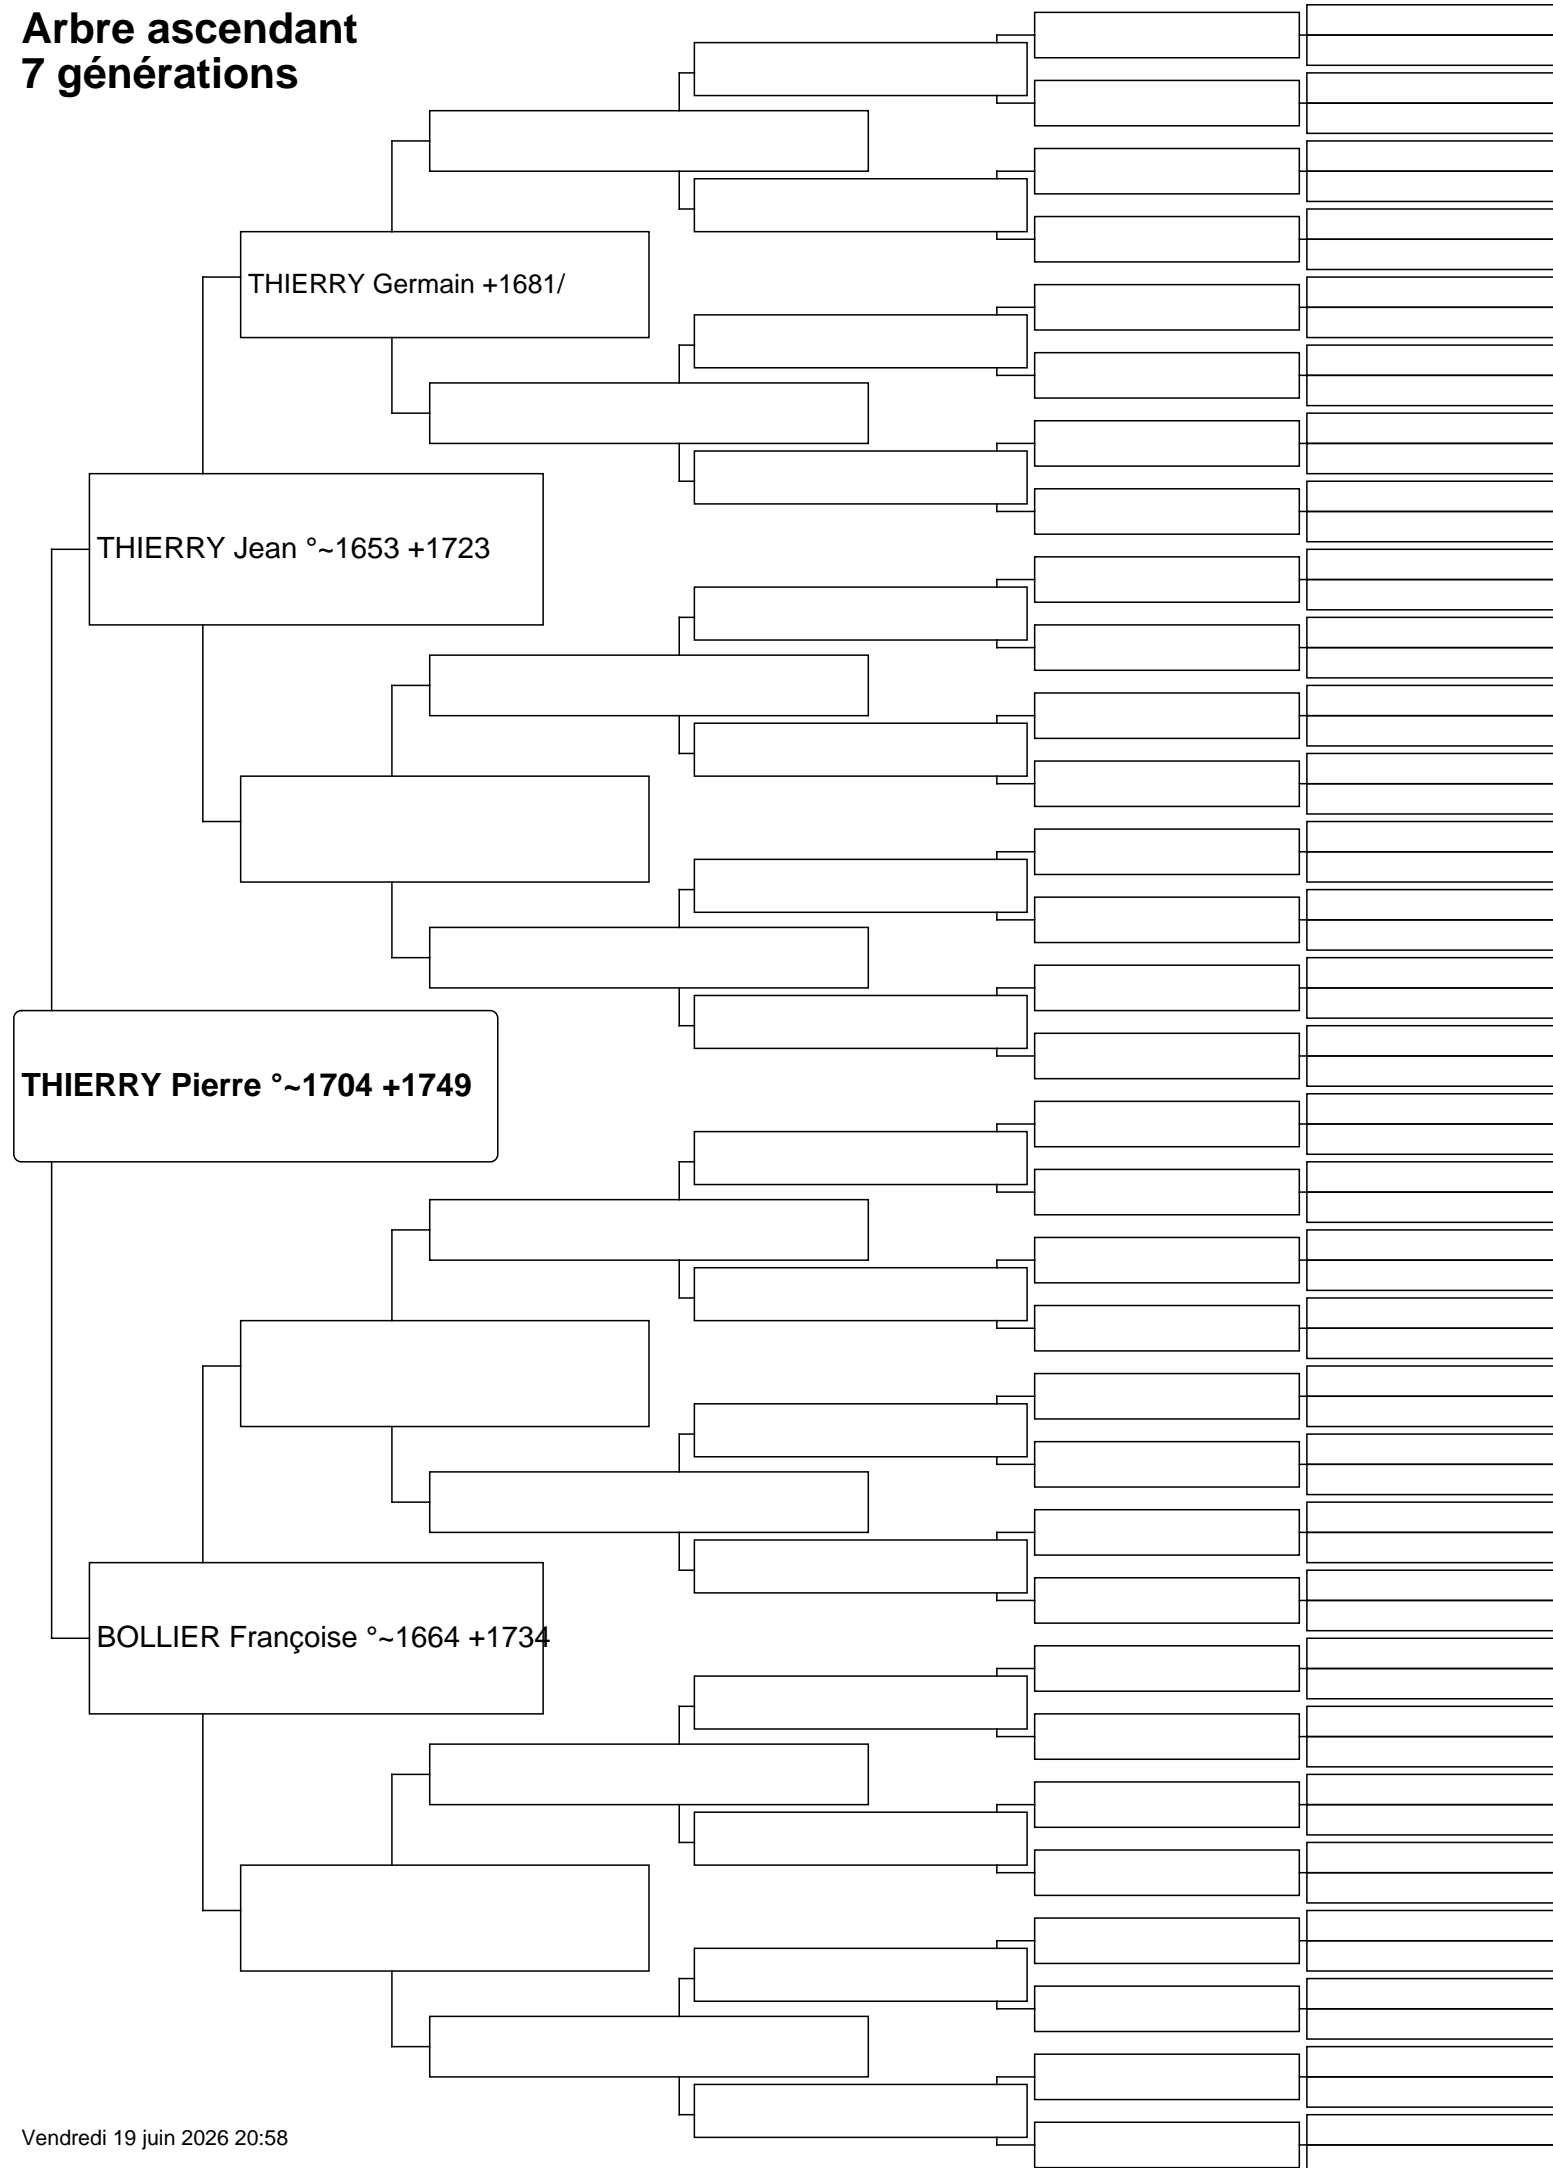 Arbre ascendant
7 générations
THIERRY Germain +1681/
THIERRY Jean °~1653 +1723
THIERRY Pierre °~1704 +1749
BOLLIER Françoise °~1664 +1734
Vendredi 19 juin 2026 20:58